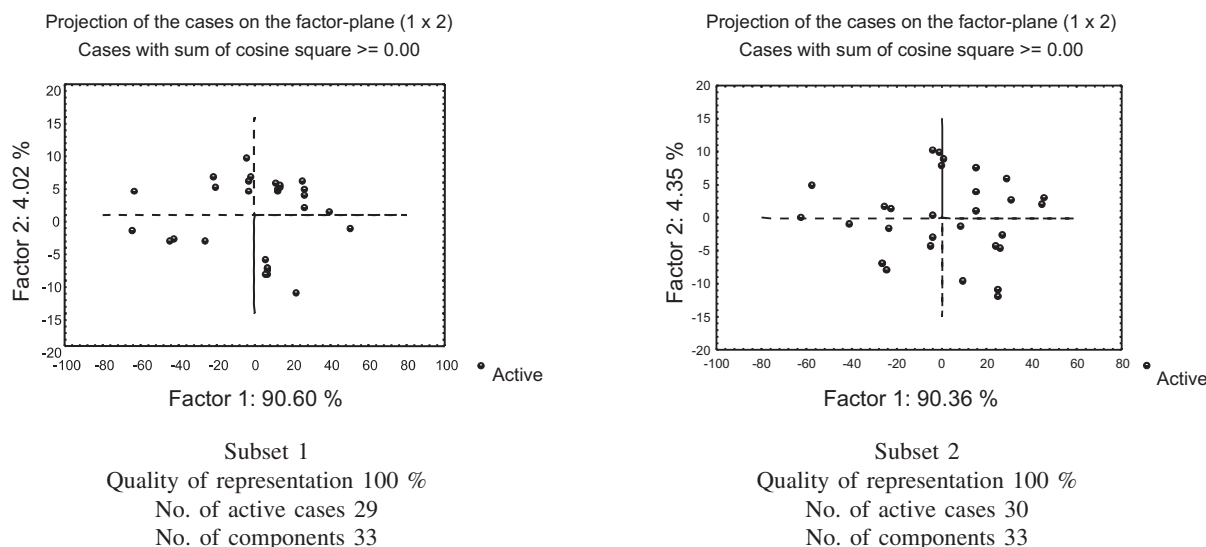 Projection of the cases on the factor-plane (1 x 2)
Cases with sum of cosine square >= 0.00
20
15
10
5
0
-5
-10
-15
-20
-100 -80 -60 -40 -20 0 20 40 60 80 100
Factor 2: 4.02 %
Factor 1: 90.60 %
Active
Subset 1
Quality of representation 100 %
No. of active cases 29
No. of components 33
Projection of the cases on the factor-plane (1 x 2)
Cases with sum of cosine square >= 0.00
20
15
10
5
0
-5
-10
-15
-20
-100 -80 -60 -40 -20 0 20 40 60 80
Factor 2: 4.35 %
Factor 1: 90.36 %
Active
Subset 2
Quality of representation 100 %
No. of active cases 30
No. of components 33